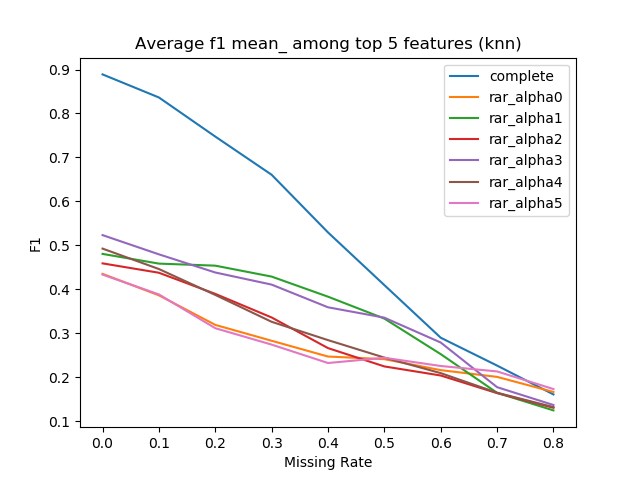 Average f1 mean_ among top 5 features (knn)
complete
rar_alpha0
rar_alpha1
rar_alpha2
rar_alpha3
rar_alpha4
rar_alpha5
F1
0.9
0.8
0.7
0.6
0.5
0.4
0.3
0.2
0.1
0.0 0.1 0.2 0.3 0.4 0.5 0.6 0.7 0.8
Missing Rate